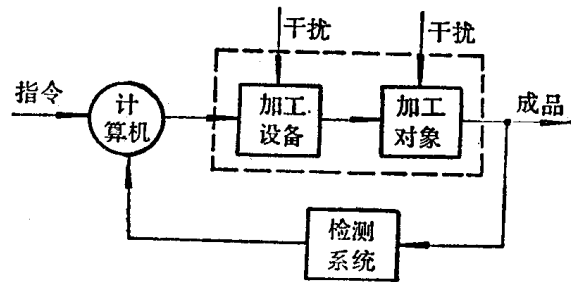 干扰
干扰
指令
计
算机
加工
设备
加工
对象
成品
检测
系统